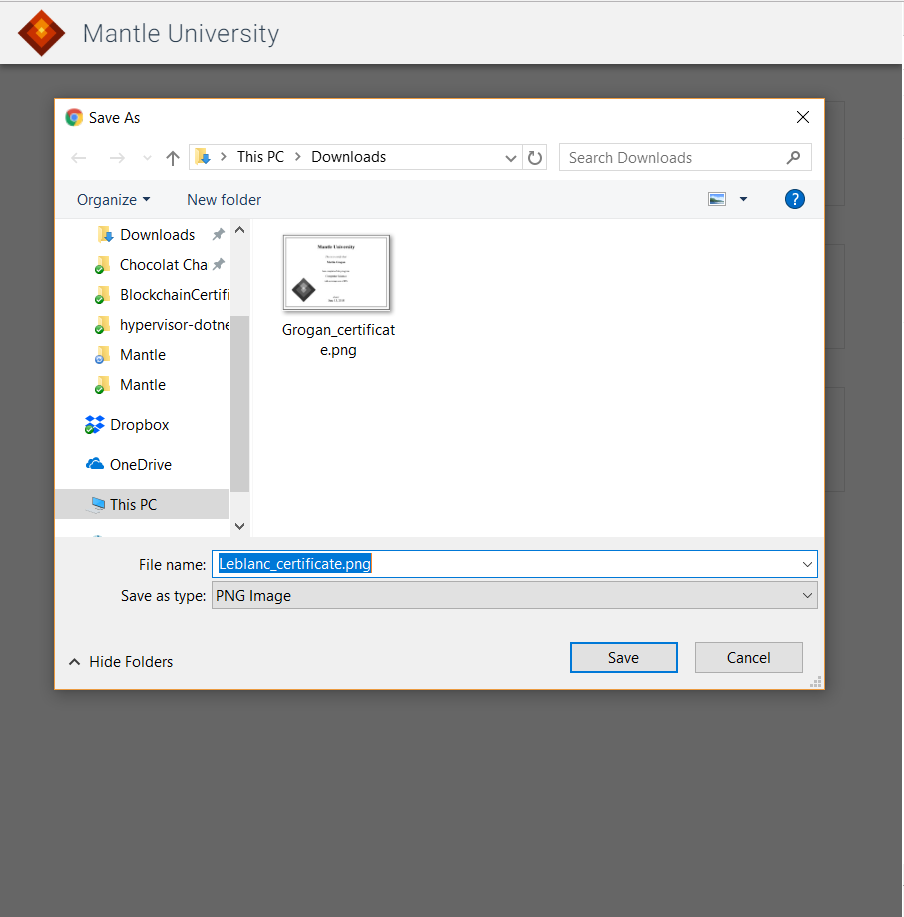 Mantle University
Save As
This PC > Downloads
Search Downloads
Organize
New folder
?
Downloads
Chocolat Cha
BlockchainCertifi
hypervisor-dotne
Mantle
Mantle
Dropbox
OneDrive
This PC
Mantle University
Grogan_certificat
e.png
File name: Leblanc_certificate.png
Save as type: PNG Image
Hide Folders
Save
Cancel